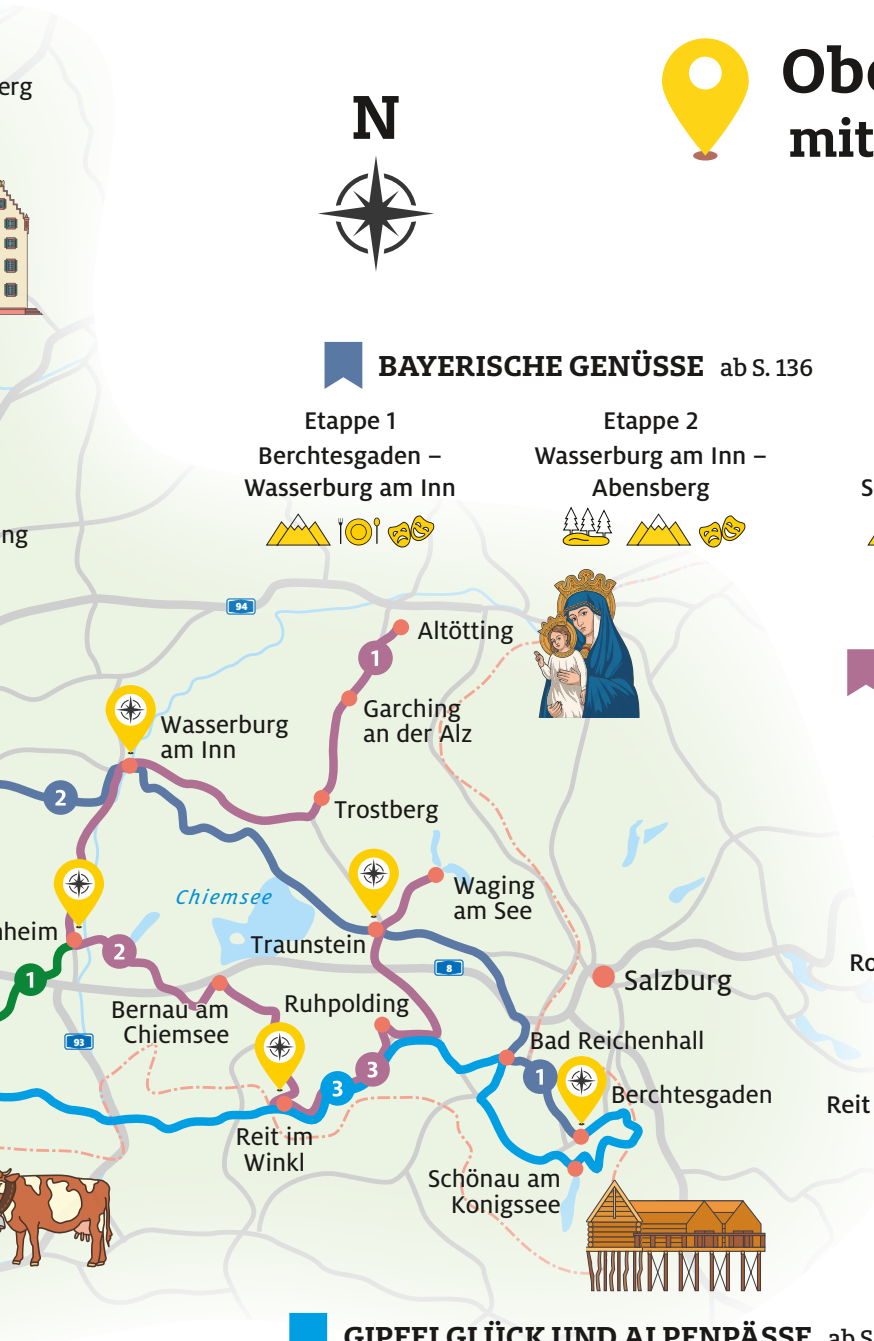 erg
N
mit
BAYERISCHE GENÜSSE ab S. 136
Etappe 1
Berchtesgaden –
Wasserburg am Inn
Etappe 2
Wasserburg am Inn –
Abensberg
S
ng
94
Altötting
1
Garching
an der Alz
Wasserburg
am Inn
2
Trostberg
Chiemsee
Waging
am See
nheim
2
Traunstein
8
1
Salzburg
Ro
Bernau am
Chiemsee
Ruhpolding
93
Bad Reichenhall
3
3
1
Berchtesgaden
Reit
Reit im
Winkl
Schönau am
Konigssee
GIPFELGLÜCK UND ALPENPÄSSE ab S